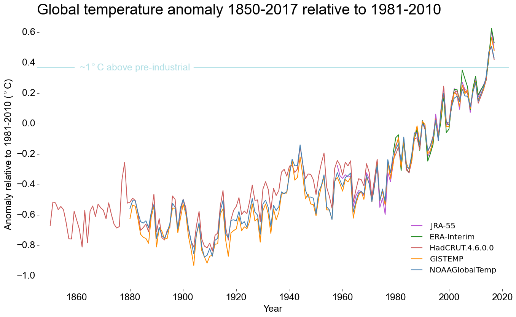 Global temperature anomaly 1850-2017 relative to 1981-2010
0.6
~1°C above pre-industrial
0.4
0.2
0.0
−0.2
−0.4
−0.6
−0.8
−1.0
Anomaly relative to 1981-2010 (°C)
JRA-55
ERA-Interim
HadCRUT.4.6.0.0
GISTEMP
NOAAGlobalTemp
1860 1880 1900 1920 1940 1960 1980 2000 2020
Year